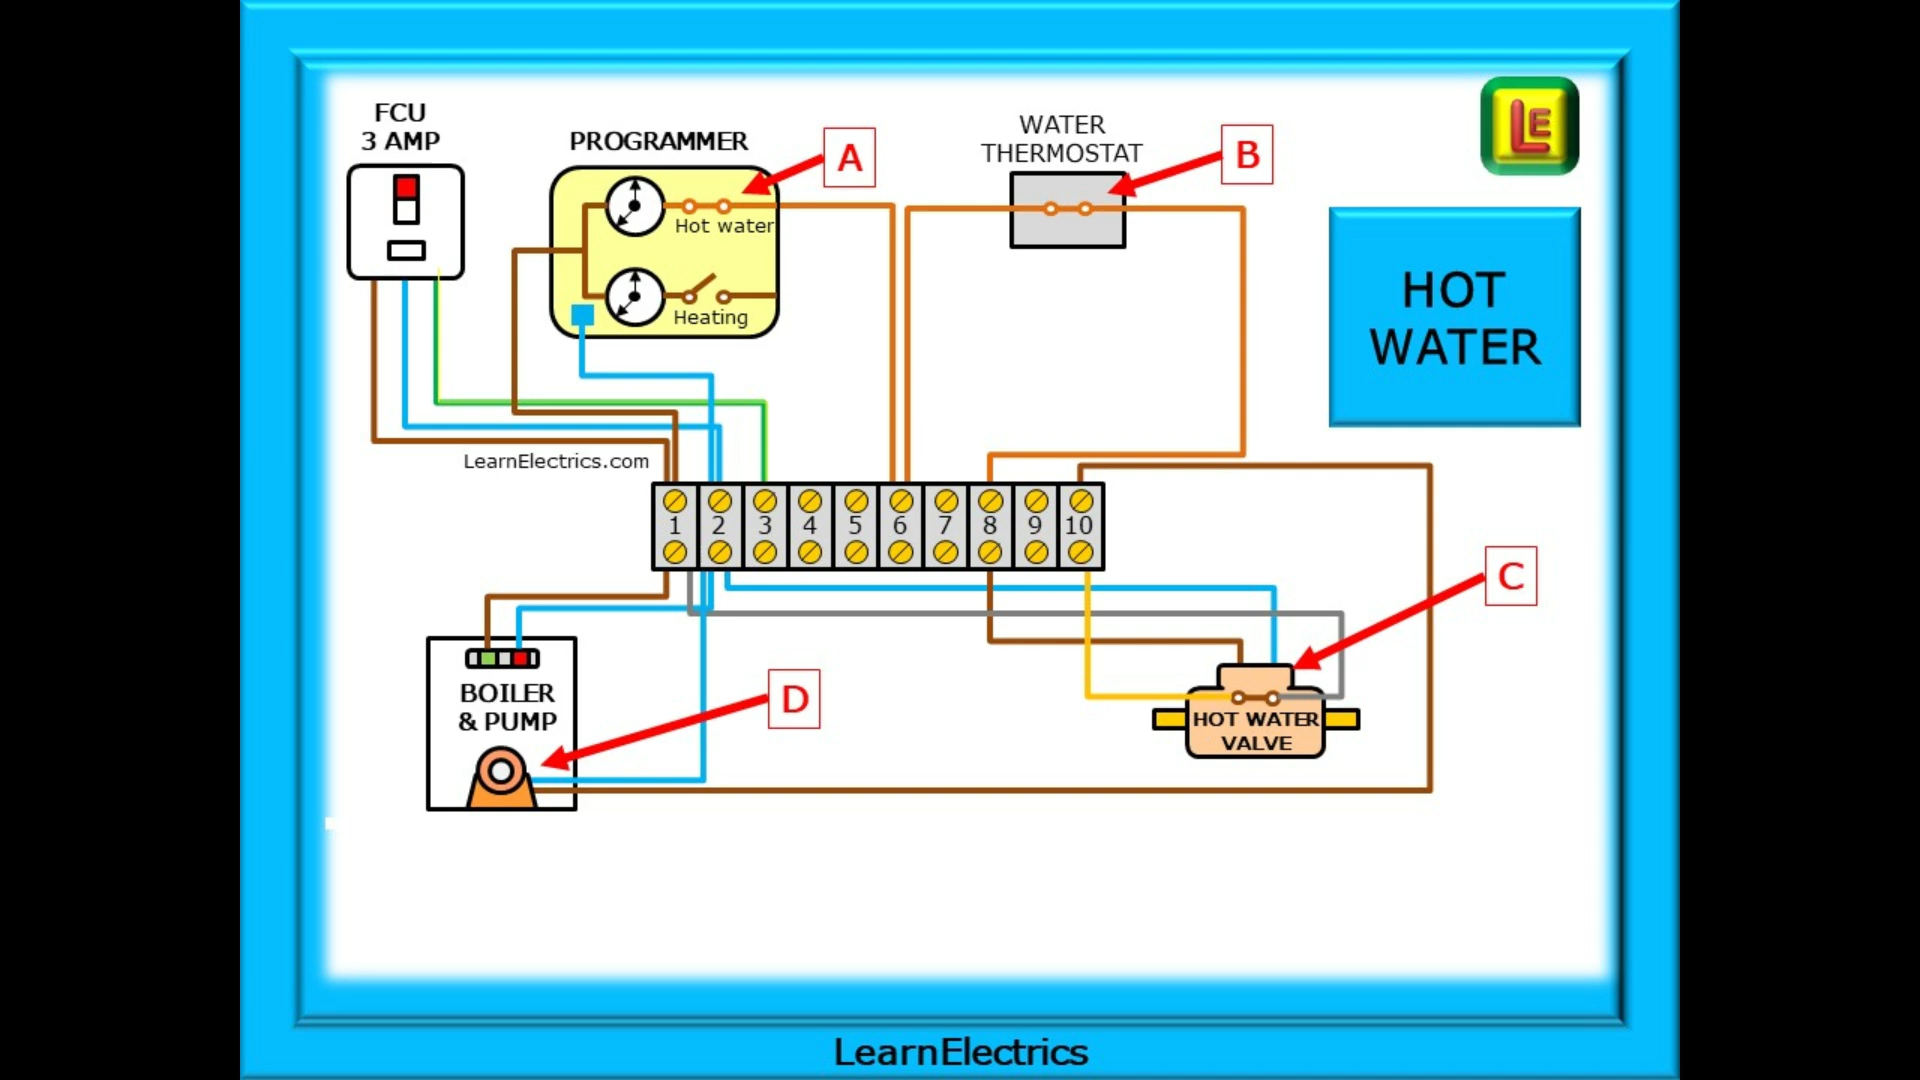 FCU
3 AMP
PROGRAMMER
A
WATER
THERMOSTAT
B
LE
Hot water
Heating
HOT
WATER
LearnElectrics.com
1 2 3 4 5 6 7 8 9 10
C
BOILER
& PUMP
D
HOT WATER
VALVE
LearnElectrics